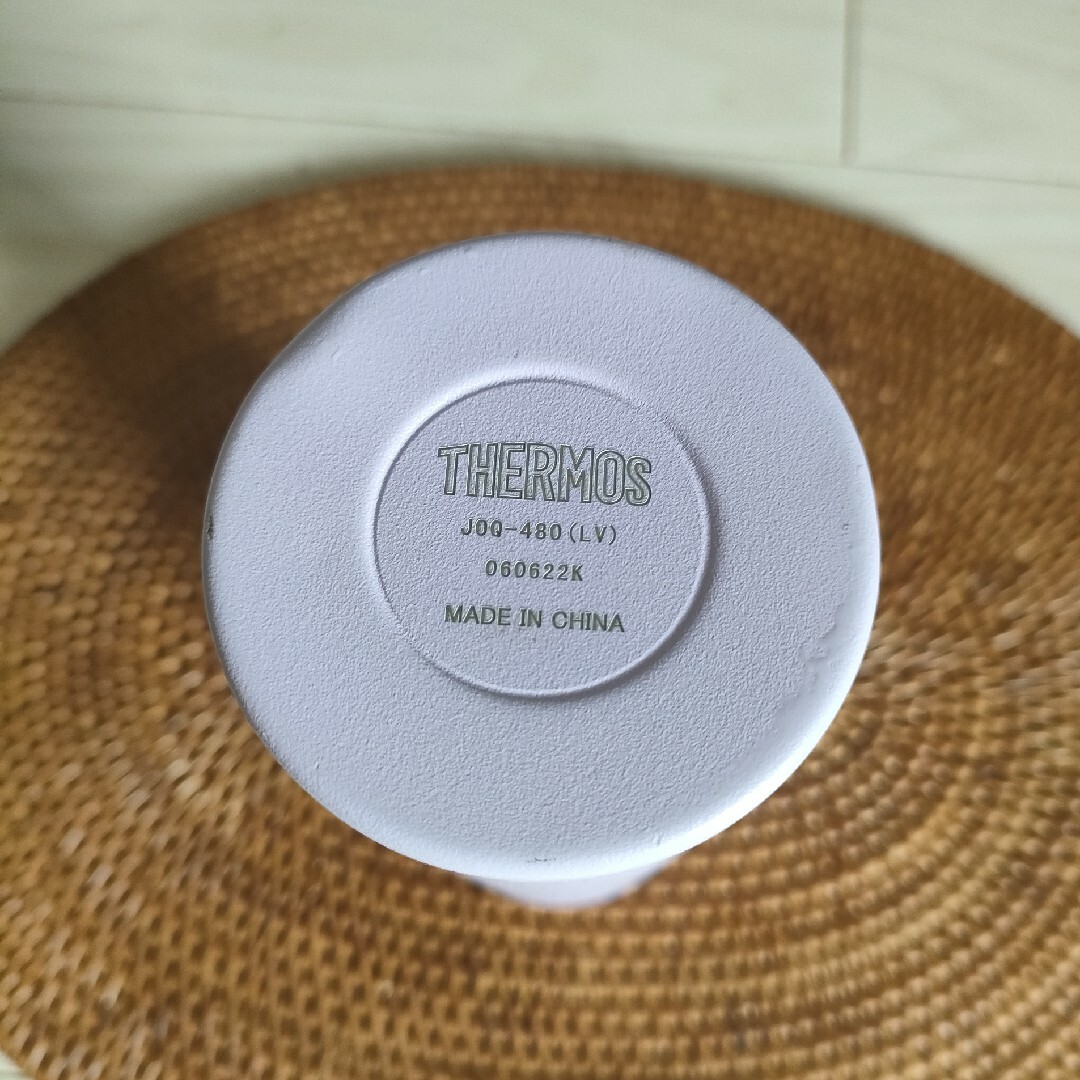 THERMOS
JOQ-480(LV)
060622K
MADE IN CHINA